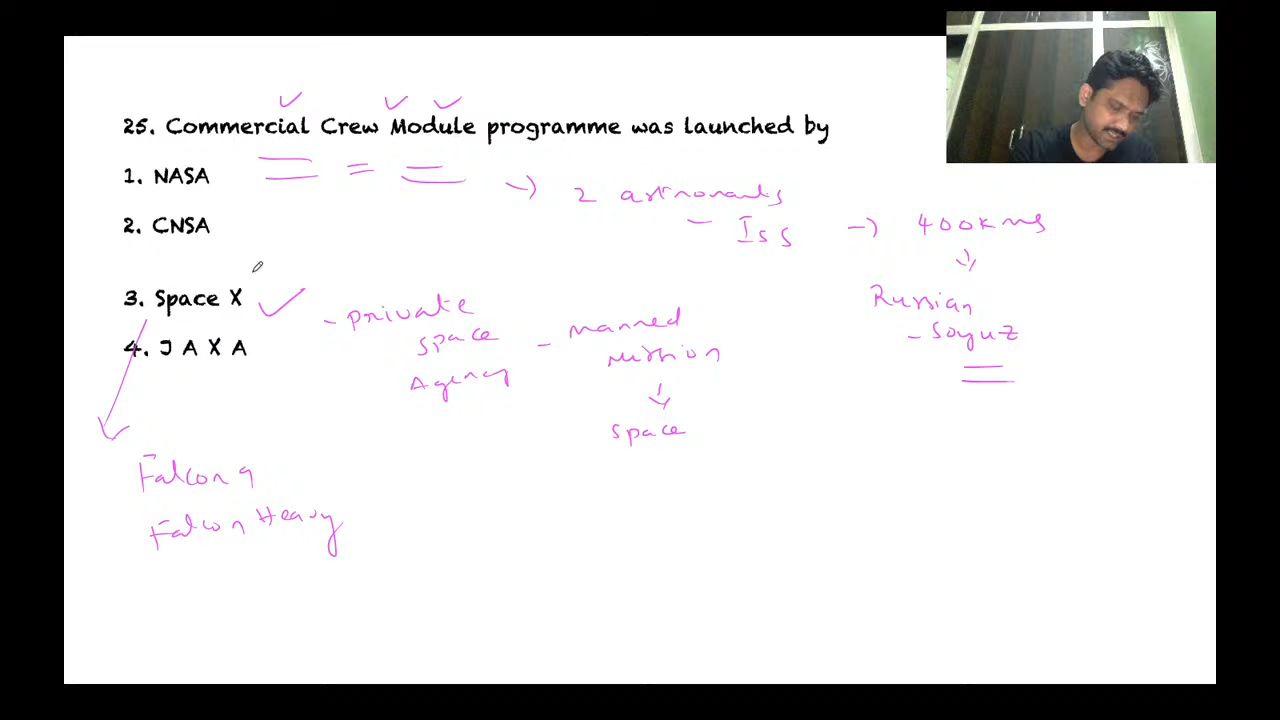 25. Commercial Crew Module programme was launched by
1. NASA
→ 2 astronauts
2. CNSA
- ISS → 400kms
Russian
- Soyuz
3. Space X
- private
space
Agency
- manned
mission
space
4. J A X A
Falcon 9
Falcon Heavy